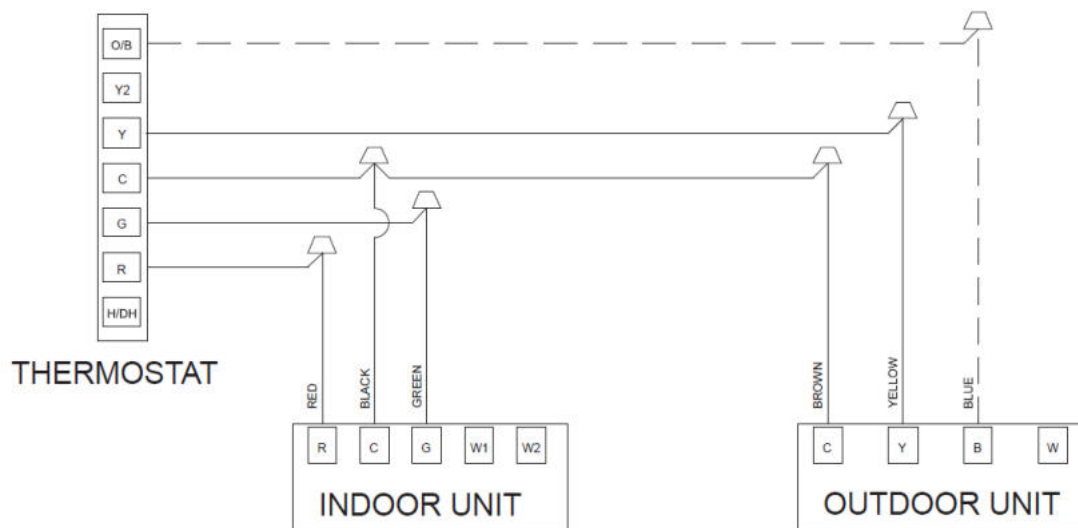 O/B
Y2
Y
C
G
R
H/DH
THERMOSTAT
RED
BLACK
GREEN
BROWN
YELLOW
BLUE
R C G W1 W2
C Y B W
INDOOR UNIT
OUTDOOR UNIT